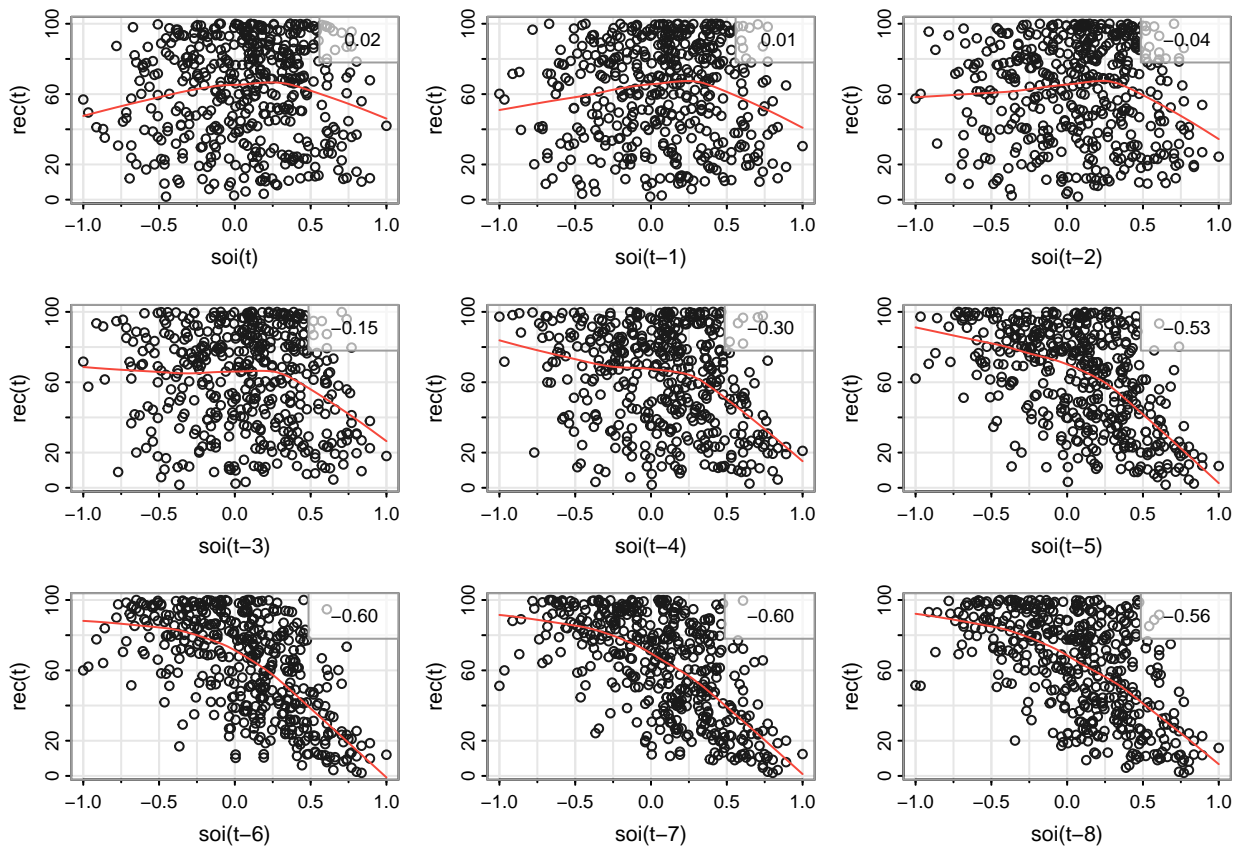 0.02 0.01 −0.04
rec(t) 0 20 60 100 rec(t) 0 20 60 100 rec(t) 0 20 60 100
−1.0 −0.5 0.0 0.5 1.0 −1.0 −0.5 0.0 0.5 1.0 −1.0 −0.5 0.0 0.5 1.0
soi(t) soi(t−1) soi(t−2)
−0.15 −0.30 −0.53
rec(t) 0 20 60 100 rec(t) 0 20 60 100 rec(t) 0 20 60 100
−1.0 −0.5 0.0 0.5 1.0 −1.0 −0.5 0.0 0.5 1.0 −1.0 −0.5 0.0 0.5 1.0
soi(t−3) soi(t−4) soi(t−5)
−0.60 −0.60 −0.56
rec(t) 0 20 60 100 rec(t) 0 20 60 100 rec(t) 0 20 60 100
−1.0 −0.5 0.0 0.5 1.0 −1.0 −0.5 0.0 0.5 1.0 −1.0 −0.5 0.0 0.5 1.0
soi(t−6) soi(t−7) soi(t−8)